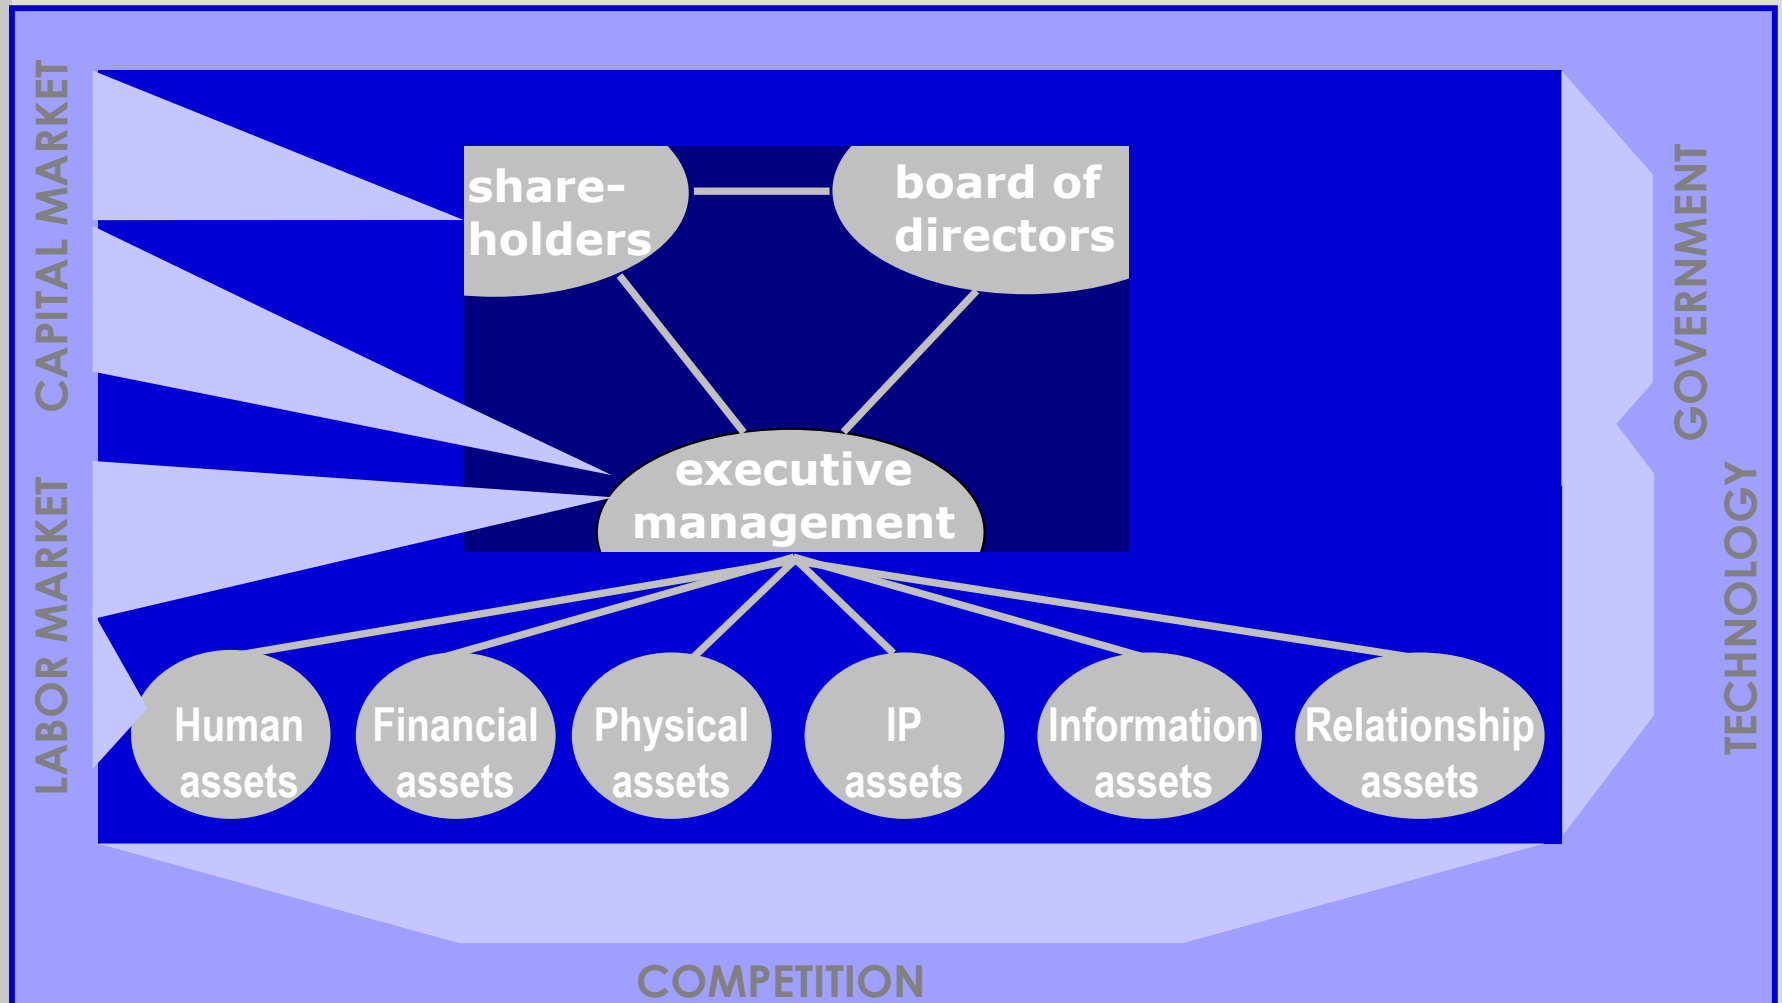 CAPITAL MARKET
LABOR MARKET
share–
holders
board of
directors
executive
management
Human
assets
Financial
assets
Physical
assets
IP
assets
Information
assets
Relationship
assets
GOVERNMENT
TECHNOLOGY
COMPETITION